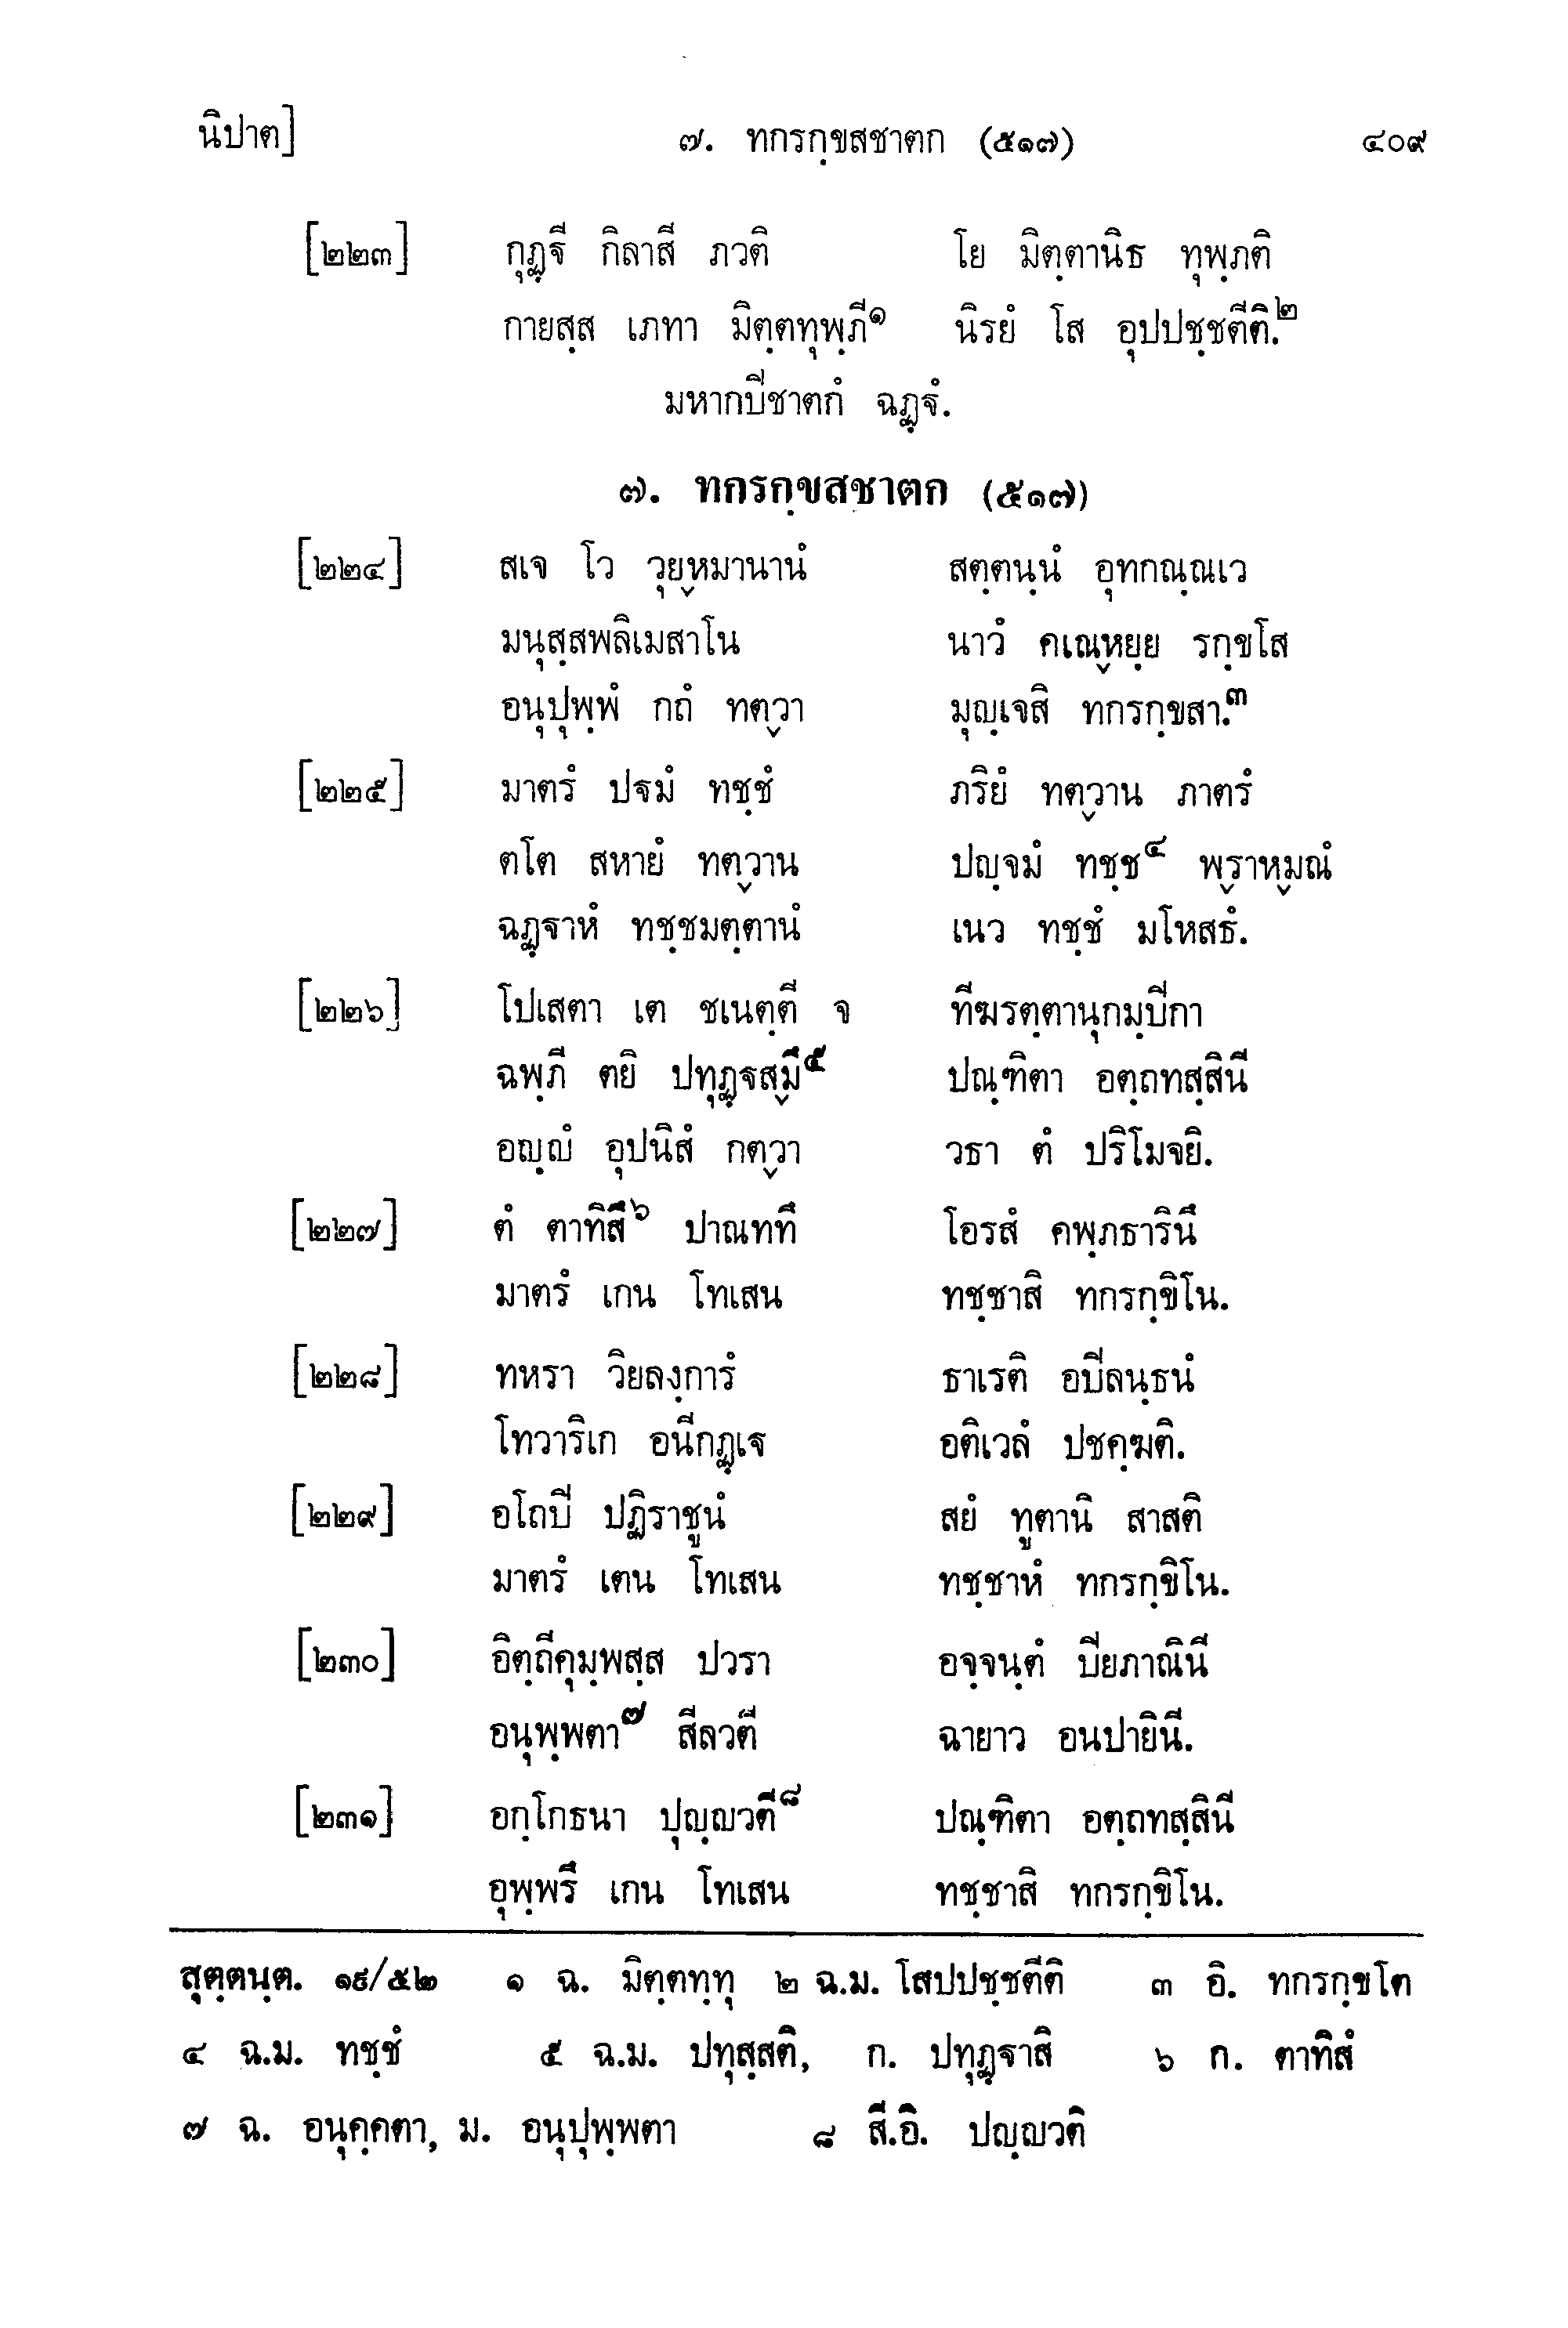 นิปาต] ๗. ทกรกฺขสชาตก (๕๑๗) ๔๐๙
[๒๒๓] กุฏฺฐี กิลาสี ภวติ โย มิตฺตานิธ ทุพฺภติ
กายสฺส เภทา มิตฺตทุพฺภี๑ นิรยํ โส อุปปชฺชตีติ.๒
มหากปิชาตกํ ฉฏฺฐํ.
๗. ทกรกฺขสชาตก (๕๑๗)
[๒๒๔] สเจ โว วุยฺหมานานํ สตฺตนฺนํ อุทกณฺณเว
มนุสฺสพลิเมสาโน นาวํ คเณฺหยฺย รกฺขโส
อนุปุพฺพํ กถํ ทตฺวา มุญฺเจสิ ทกรกฺขสา.๓
[๒๒๕] มาตรํ ปฐมํ ทชฺชํ ภริยํ ทตฺวาน ภาตรํ
ตโต สหายํ ทตฺวาน ปญฺจมํ ทชฺช๔ พฺราหฺมณํ
ฉฏฺฐาหํ ทชฺชมตฺตานํ เนว ทชฺชํ มโหสธํ.
[๒๒๖] โปเสตา เต ชเนตฺตี จ ทีฆรตฺตานุกมฺปิกา
ฉพฺภี ตยิ ปทุฏฺฐสฺมึ๕ ปณฺฑิตา อตฺถทสฺสินี
อญฺญํ อุปนิสํ กตฺวา วธา ตํ ปริโมจยิ.
[๒๒๗] ตํ ตาทิสึ๖ ปาณททึ โอรสํ คพฺภธารินึ
มาตรํ เกน โทเสน ทชฺชาสิ ทกรกฺขิโน.
[๒๒๘] ทหรา วิยลงฺการํ ธาเรติ อปิลนฺธนํ
โทวาริเก อนีกฏฺเฐ อติเวลํ ปชคฺฆติ.
[๒๒๙] อโถปิ ปฏิราชูนํ สยํ ทูตานิ สาสติ
มาตรํ เตน โทเสน ทชฺชาหํ ทกรกฺขิโน.
[๒๓๐] อิตฺถีคุมฺพสฺส ปวรา อจฺจนฺตํ ปิยภาณินี
อนุพฺพตา๗ สีลวตี ฉายาว อนปายินี.
[๒๓๑] อกฺโกธนา ปุญฺญวตี๘ ปณฺฑิตา อตฺถทสฺสินี
อุพฺพรึ เกน โทเสน ทชฺชาสิ ทกรกฺขิโน.
สุตฺตนฺต. ๑๙/๕๒ ๑ ฉ. มิตฺตทฺทุ ๒ ฉ.ม. โสปปชฺชตีติ ๓ อิ. ทกรกฺขโต
๔ ฉ.ม. ทชฺชํ ๕ ฉ.ม. ปทุสฺสติ, ก. ปทุฏฺฐาสิ ๖ ก. ตาทิสํ
๗ ฉ. อนุคฺคตา, ม. อนุปุพฺพตา ๘ สี.อิ. ปญฺญวติ